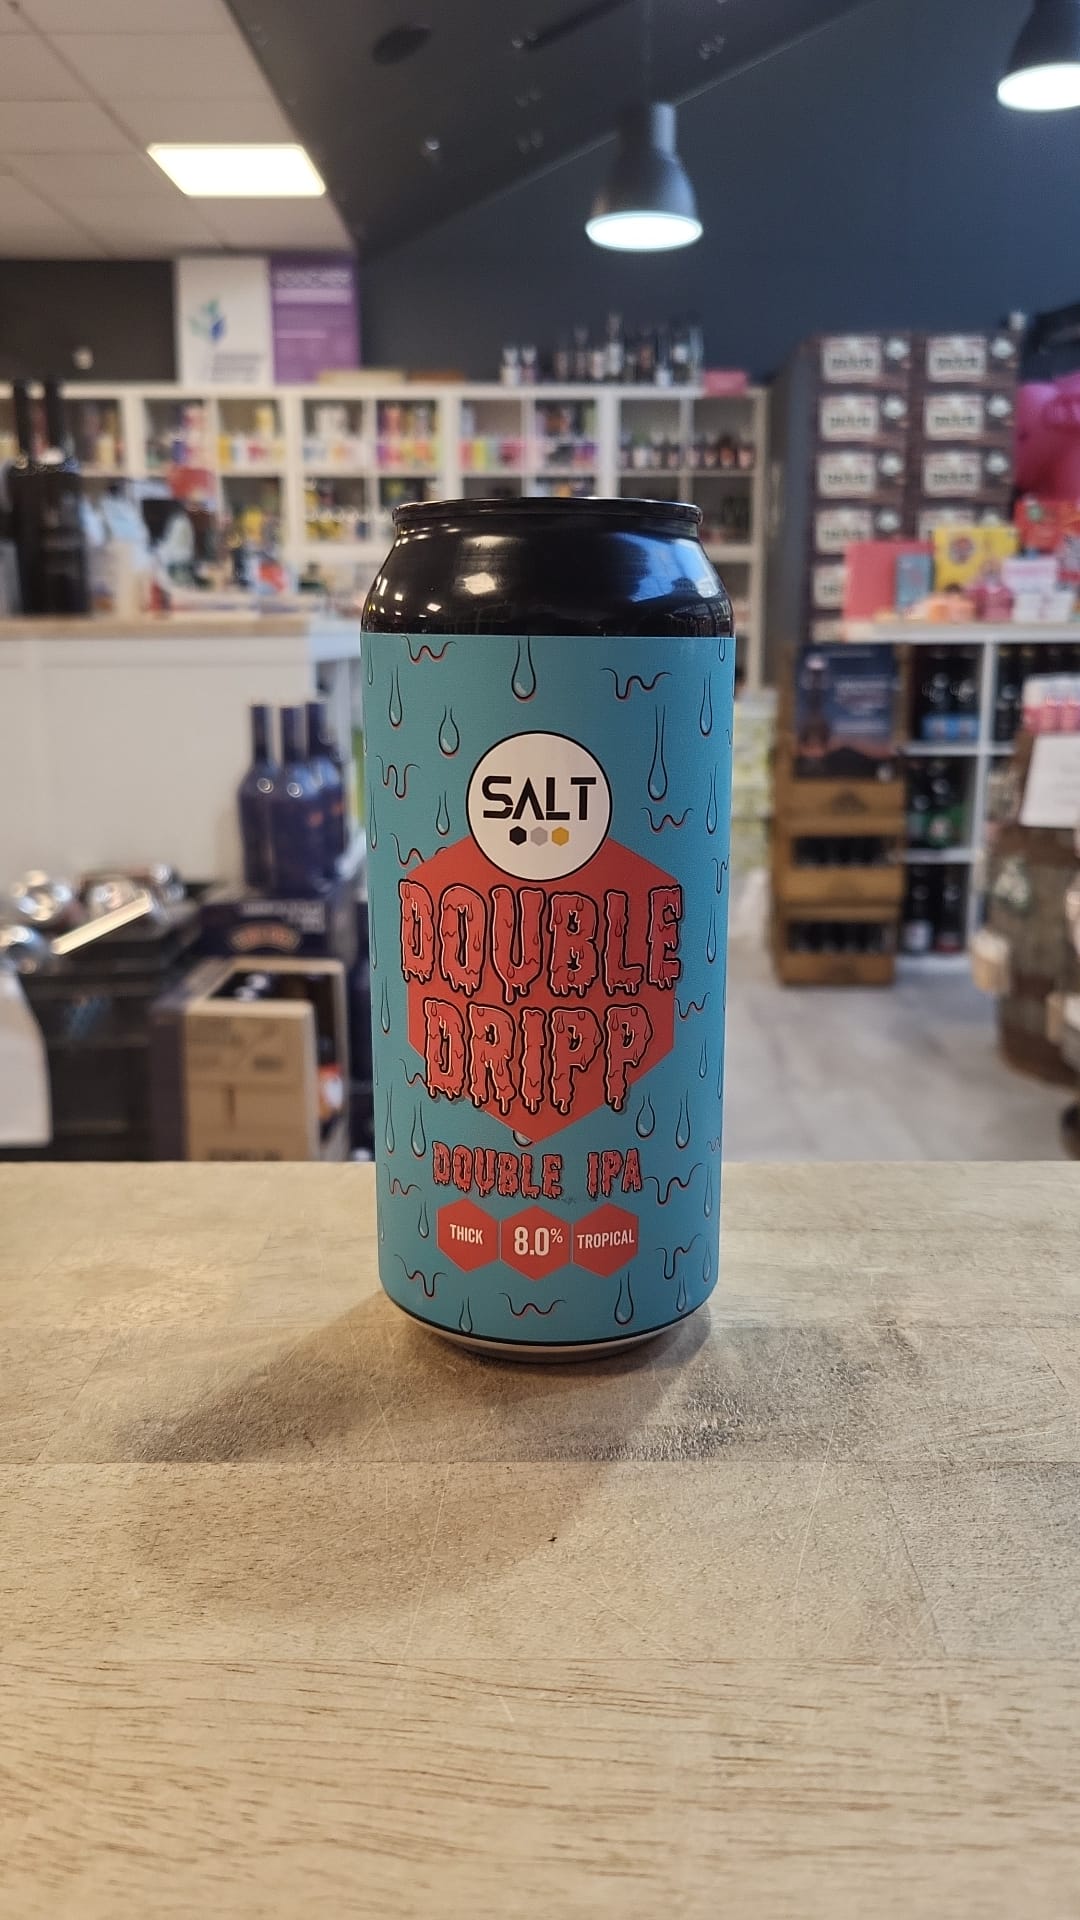 SALT
DOUBLE
DRIPP
DOUBLE IPA
THICK 8.0% TROPICAL